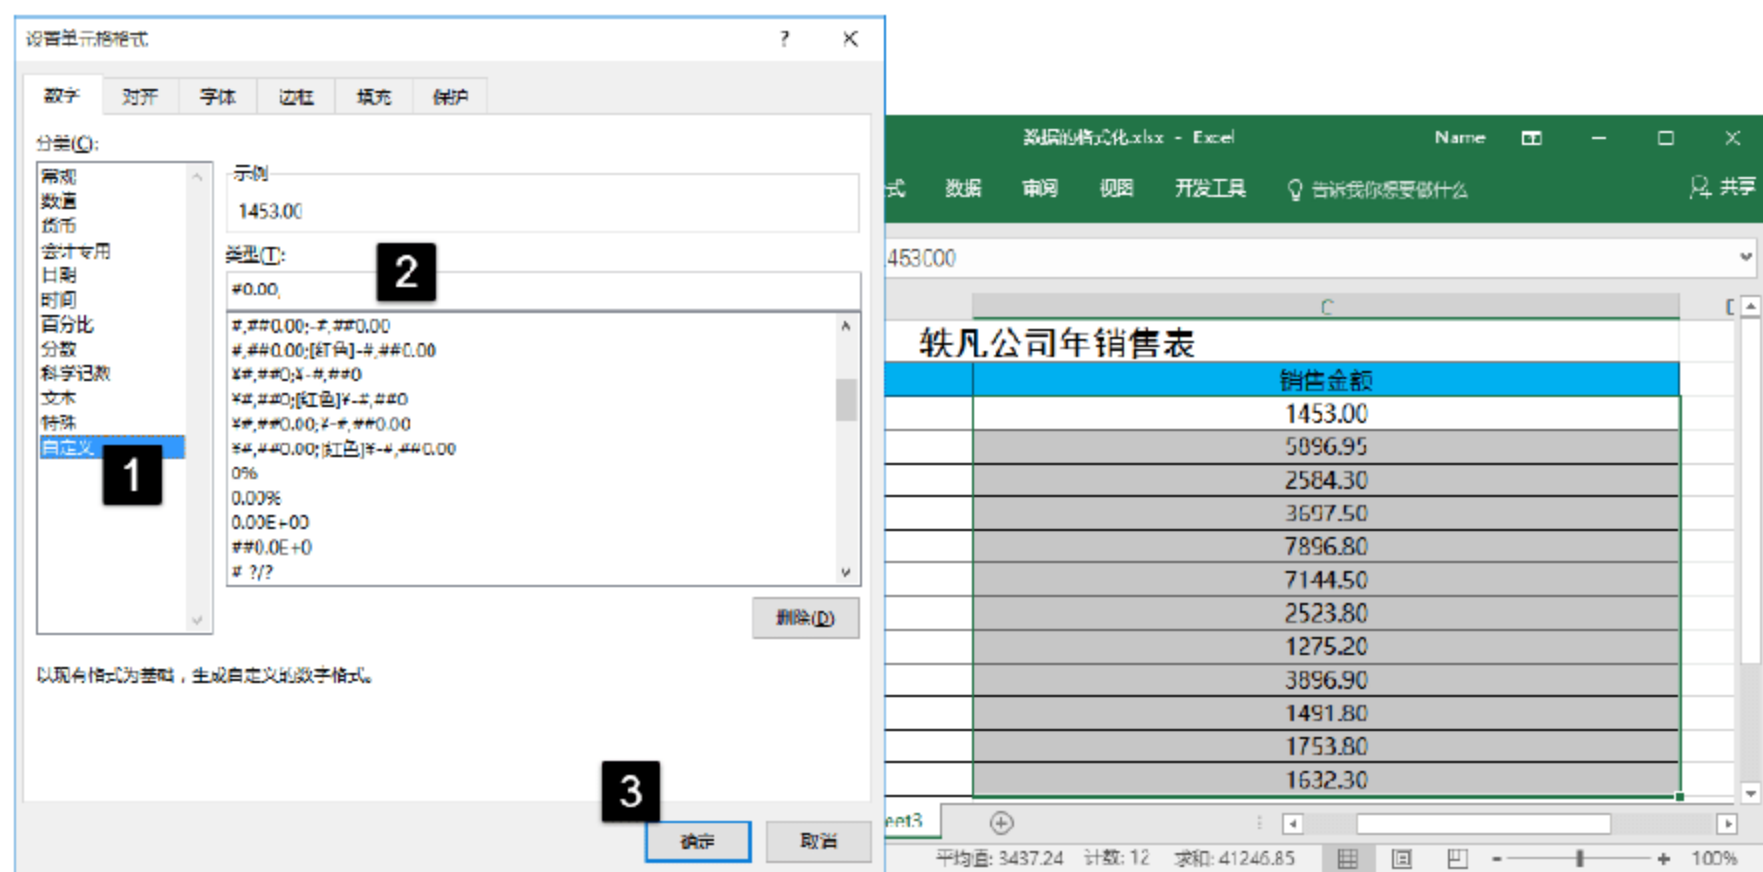 设置单元格格式
?
数字 对齐 字体 边框 填充 保护
分类(C):
常规
数值
货币
会计专用
日期
时间
百分比
分数
科学记数
文本
特殊
自定义
1
示例
1453.00
类型(T):
2
#0.00,
#,##0.00;-#,##0.00
#,##0.00;[红色]-#,##0.00
¥#,##0;¥-#,##0
¥#,##0;[红色]¥-#,##0
¥#,##0.00;¥-#,##0.00
¥#,##0.00;[红色]¥-#,##0.00
0%
0.00%
0.00E+00
##0.0E+0
# ?/?
删除(D)
以现有格式为基础，生成自定义的数字格式。
3
确定 取消
数据的格式化.xlsx - Excel Name
式 数据 审阅 视图 开发工具 告诉我你想要做什么 共享
453000
C
轶凡公司年销售表
销售金额
1453.00
5896.95
2584.30
3697.50
7896.80
7144.50
2523.80
1275.20
3896.90
1491.80
1753.80
1632.30
eet3
平均值: 3437.24 计数: 12 求和: 41246.85 100%